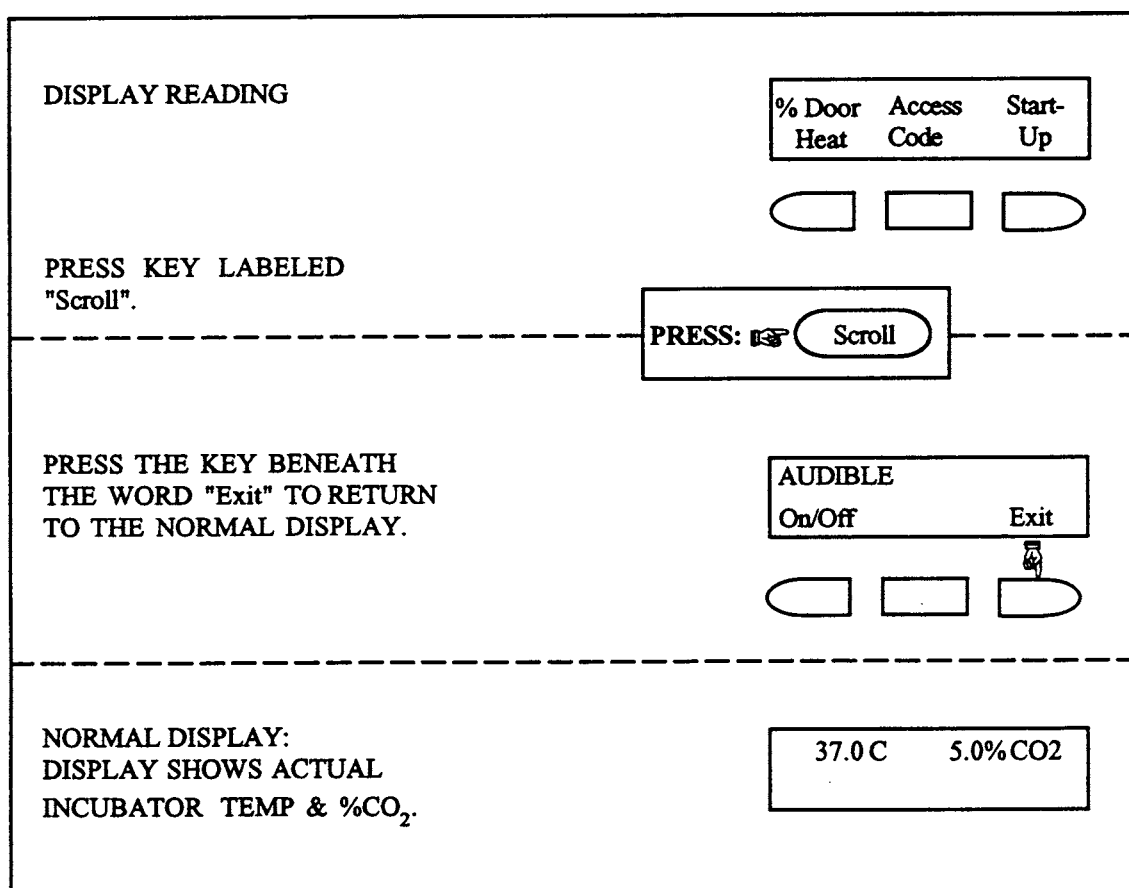 DISPLAY READING
% Door Access Start-
Heat Code Up
PRESS KEY LABELED
"Scroll".
PRESS: Scroll
PRESS THE KEY BENEATH
THE WORD "Exit" TO RETURN
TO THE NORMAL DISPLAY.
AUDIBLE
On/Off Exit
NORMAL DISPLAY:
DISPLAY SHOWS ACTUAL
INCUBATOR TEMP & %CO₂.
37.0 C 5.0% CO2